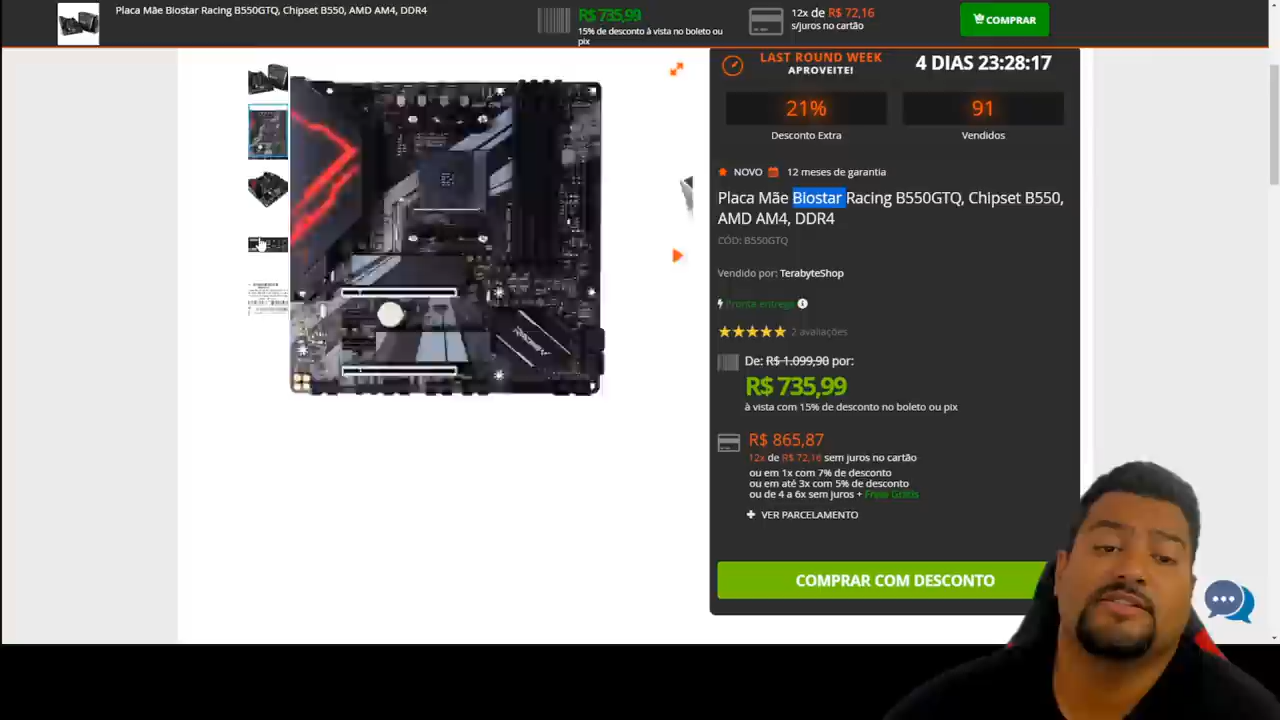 Placa Mãe Biostar Racing B550GTQ, Chipset B550, AMD AM4, DDR4
R$ 735,99
15% de desconto à vista no boleto ou
pix
12x de R$ 72,16
s/juros no cartão
COMPRAR
LAST ROUND WEEK
APROVEITE!
4 DIAS 23:28:17
21%
Desconto Extra
91
Vendidos
NOVO 12 meses de garantia
Placa Mãe Biostar Racing B550GTQ, Chipset B550,
AMD AM4, DDR4
CÓD: B550GTQ
Vendido por: TerabyteShop
Pronta entrega
2 avaliações
De: R$ 1.099,90 por:
R$ 735,99
à vista com 15% de desconto no boleto ou pix
R$ 865,87
12x de R$ 72,16 sem juros no cartão
ou em 1x com 7% de desconto
ou em até 3x com 5% de desconto
ou de 4 a 6x sem juros + Frete Grátis
VER PARCELAMENTO
COMPRAR COM DESCONTO